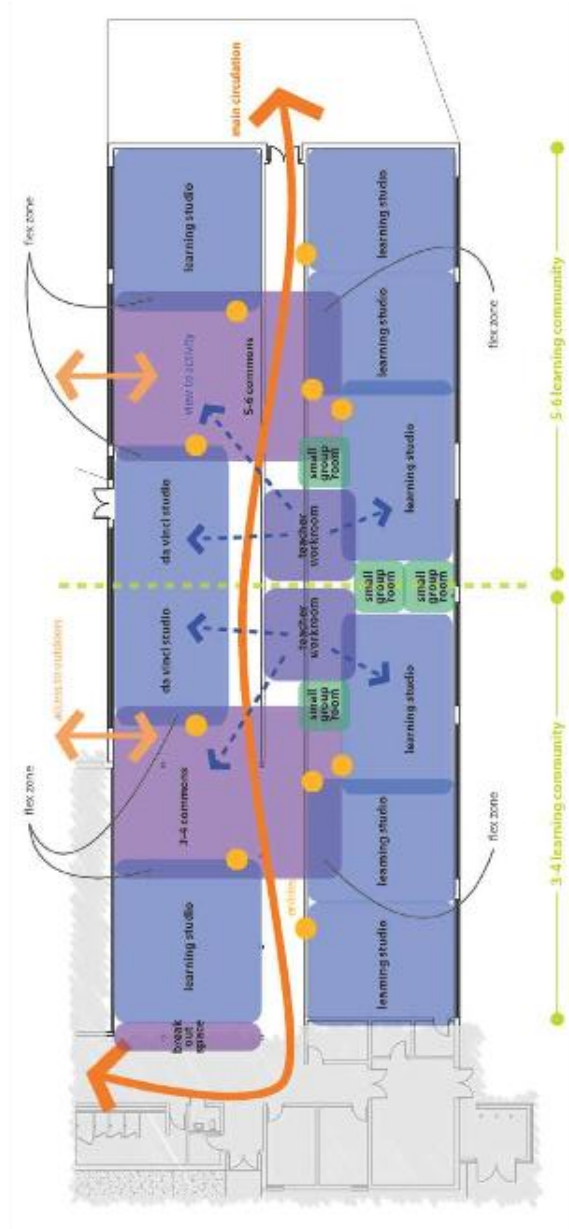 flex zone
flex zone
access to outdoors
main circulation
break
out
space
learning studio
3-4 commons
da vinci studio
da vinci studio
view to activity
5-6 commons
learning studio
small
group
room
teacher
workroom
teacher
workroom
small
group
room
learning studio
learning studio
learning studio
small
group
room
small
group
room
learning studio
learning studio
learning studio
flex zone
flex zone
3-4 learning community
5-6 learning community